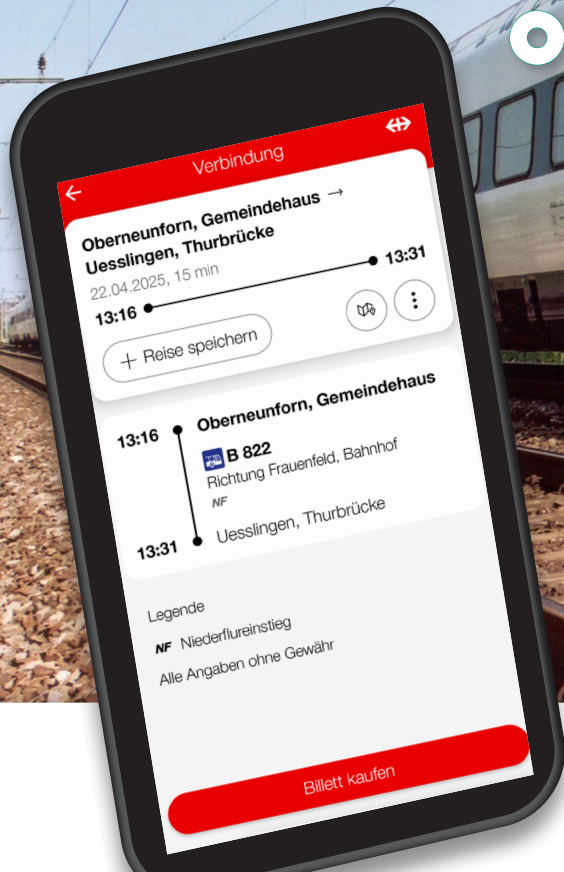 Verbindung
Oberneunforn, Gemeindehaus →
Uesslingen, Thurbrücke
22.04.2025, 15 min
13:16 13:31
+ Reise speichern
13:16 Oberneunforn, Gemeindehaus
B 822
Richtung Frauenfeld, Bahnhof
NF
13:31 Uesslingen, Thurbrücke
Legende
NF Niederflureinstieg
Alle Angaben ohne Gewähr
Billett kaufen